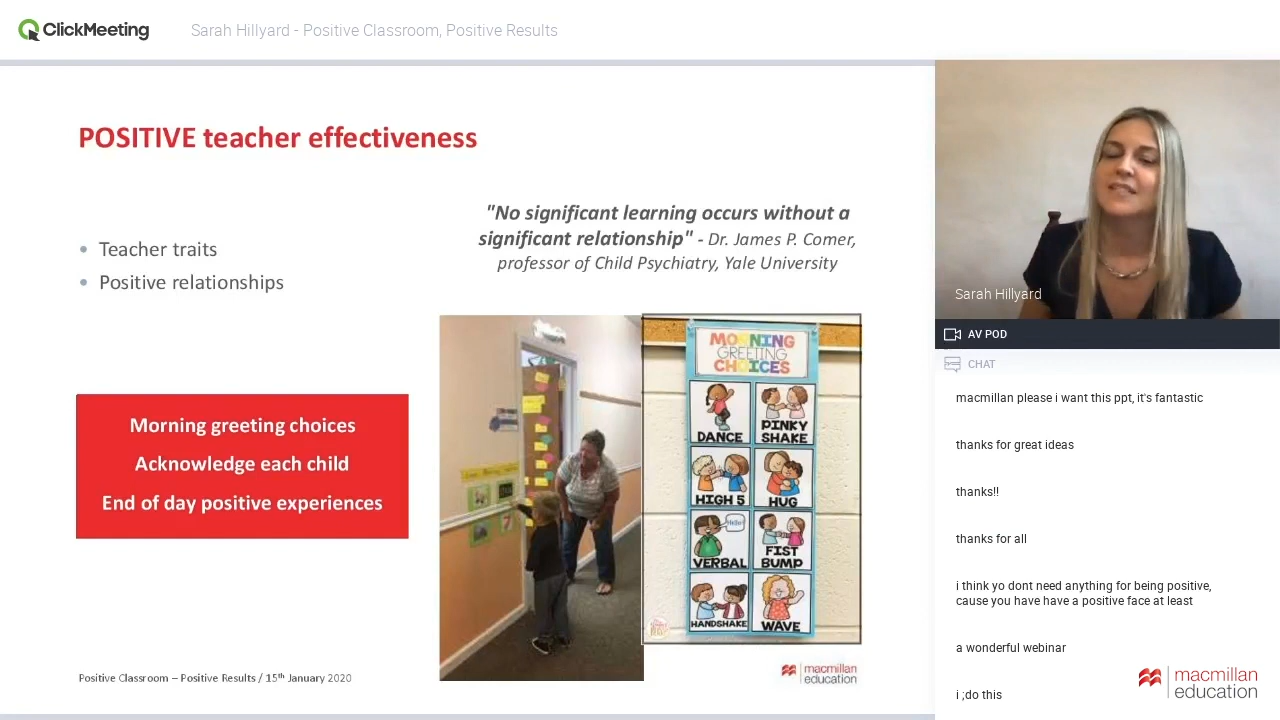 ClickMeeting
Sarah Hillyard - Positive Classroom, Positive Results
POSITIVE teacher effectiveness
• Teacher traits
• Positive relationships
"No significant learning occurs without a
significant relationship" - Dr. James P. Comer,
professor of Child Psychiatry, Yale University
Morning greeting choices
Acknowledge each child
End of day positive experiences
MORNING
GREETING
CHOICES
DANCE
PINKY
SHAKE
HIGH 5
HUG
Hello!
VERBAL
FIST
BUMP
HANDSHAKE
WAVE
Positive Classroom – Positive Results / 15th January 2020
macmillan
education
Sarah Hillyard
AV POD
CHAT
macmillan please i want this ppt, it's fantastic
thanks for great ideas
thanks!!
thanks for all
i think yo dont need anything for being positive,
cause you have have a positive face at least
a wonderful webinar
i ;do this
macmillan
education